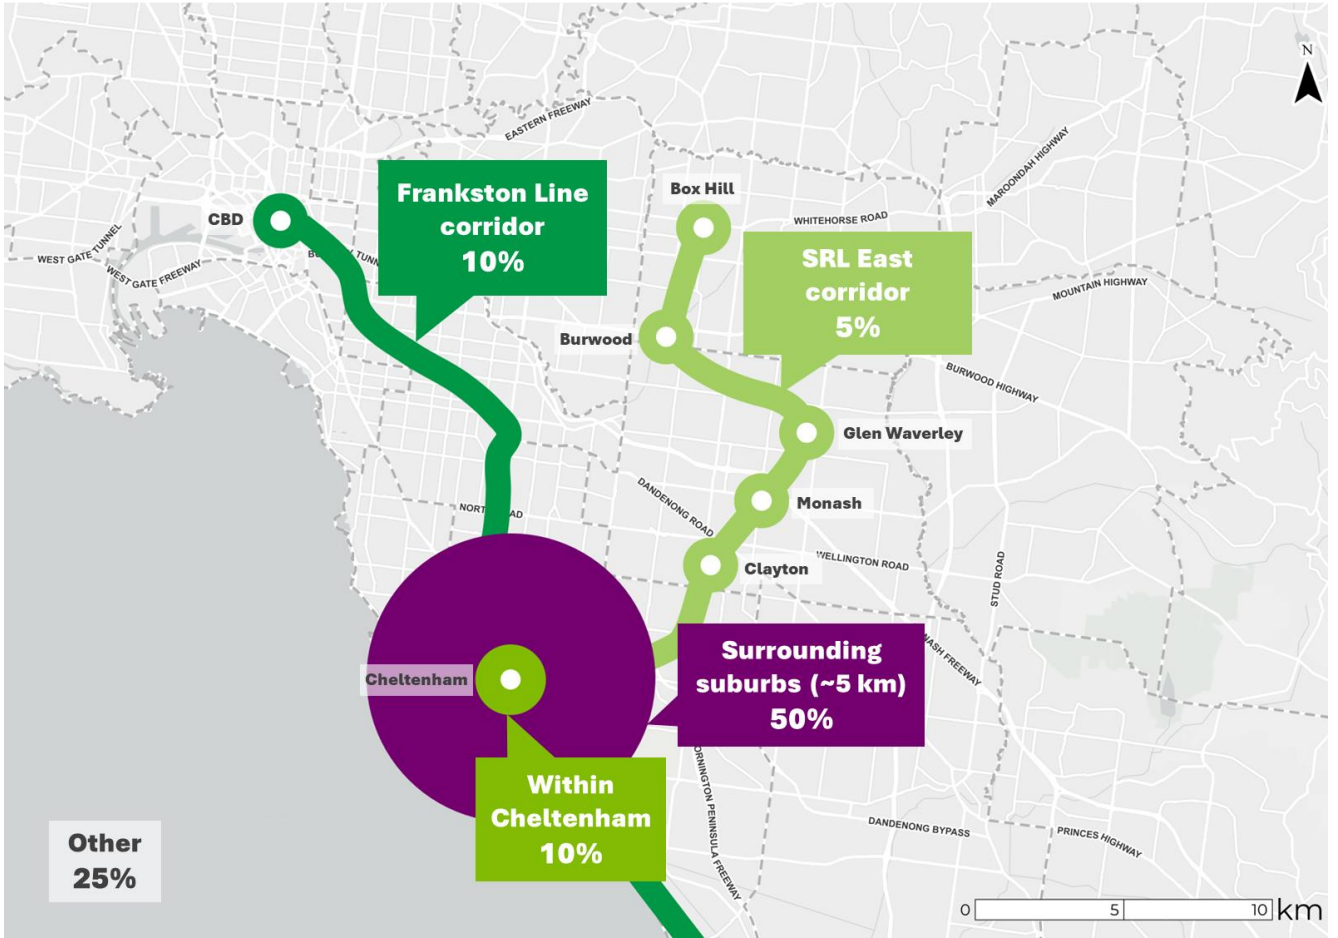 N
EASTERN FREEWAY
MAROONDAH HIGHWAY
Frankston Line
corridor
10%
Box Hill
WHITEHORSE ROAD
CBD
WEST GATE TUNNEL
WEST GATE FREEWAY
SRL East
corridor
5%
MOUNTAIN HIGHWAY
Burwood
BURWOOD HIGHWAY
Glen Waverley
DANDENONG ROAD
Monash
WELLINGTON ROAD
Clayton
STUD ROAD
Surrounding
suburbs (~5 km)
50%
Cheltenham
Within
Cheltenham
10%
DANDENONG BYPASS
PRINCES HIGHWAY
Other
25%
0 5 10 km